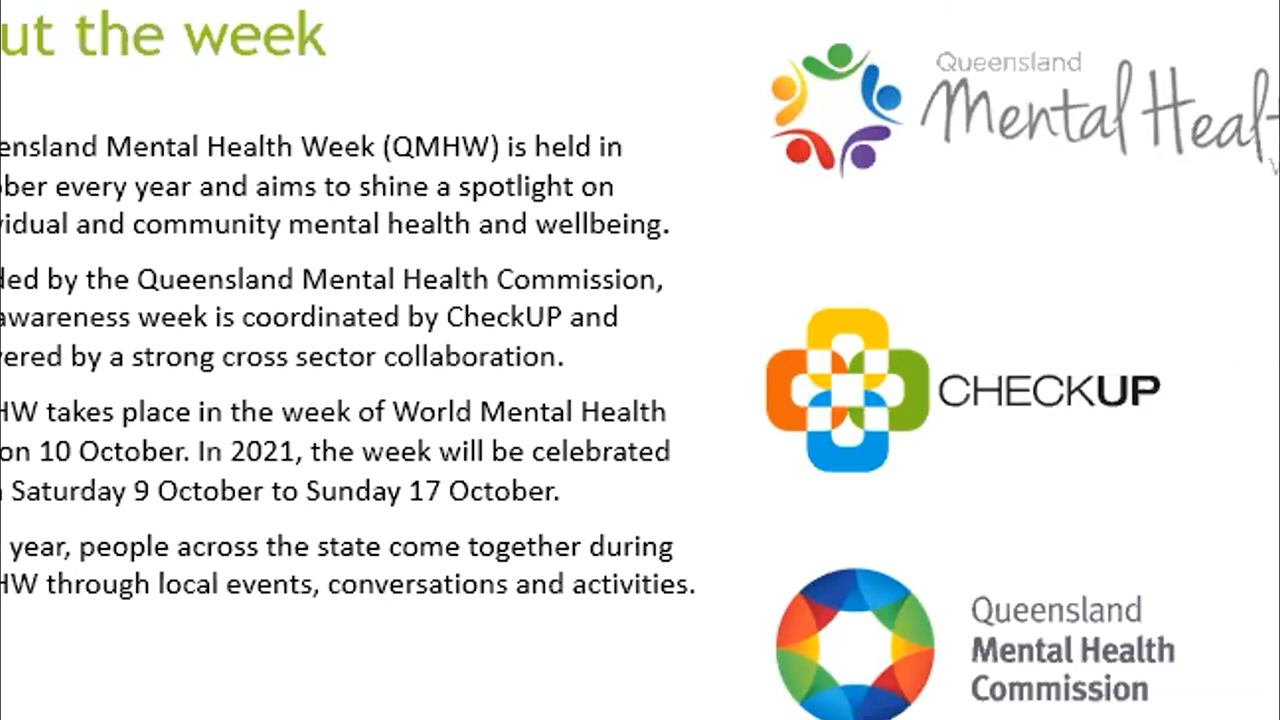 ut the week
ensland Mental Health Week (QMHW) is held in
ber every year and aims to shine a spotlight on
vidual and community mental health and wellbeing.
ded by the Queensland Mental Health Commission,
awareness week is coordinated by CheckUP and
vered by a strong cross sector collaboration.
HW takes place in the week of World Mental Health
on 10 October. In 2021, the week will be celebrated
Saturday 9 October to Sunday 17 October.
year, people across the state come together during
HW through local events, conversations and activities.
Queensland
Mental Healt
CHECKUP
Queensland
Mental Health
Commission